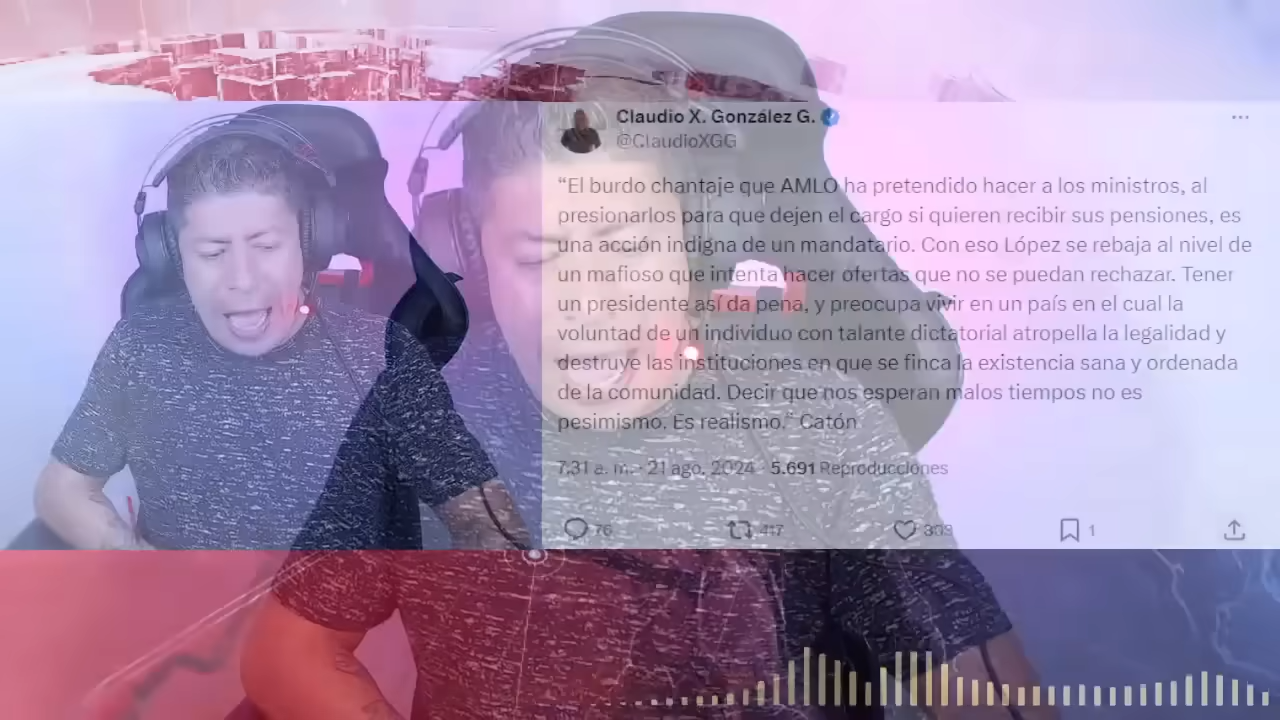 Claudio X. González G.
@ClaudioXGG
“El burdo chantaje que AMLO ha pretendido hacer a los ministros, al
presionarlos para que dejen el cargo si quieren recibir sus pensiones, es
una acción indigna de un mandatario. Con eso López se rebaja al nivel de
un mafioso que intenta hacer ofertas que no se puedan rechazar. Tener
un presidente así da pena, y preocupa vivir en un país en el cual la
voluntad de un individuo con talante dictatorial atropella la legalidad y
destruye las instituciones en que se finca la existencia sana y ordenada
de la comunidad. Decir que nos esperan malos tiempos no es
pesimismo. Es realismo.” Catón
7,31 a. m. · 21 ago. 2024 · 5.691 Reproducciones
76 417 1